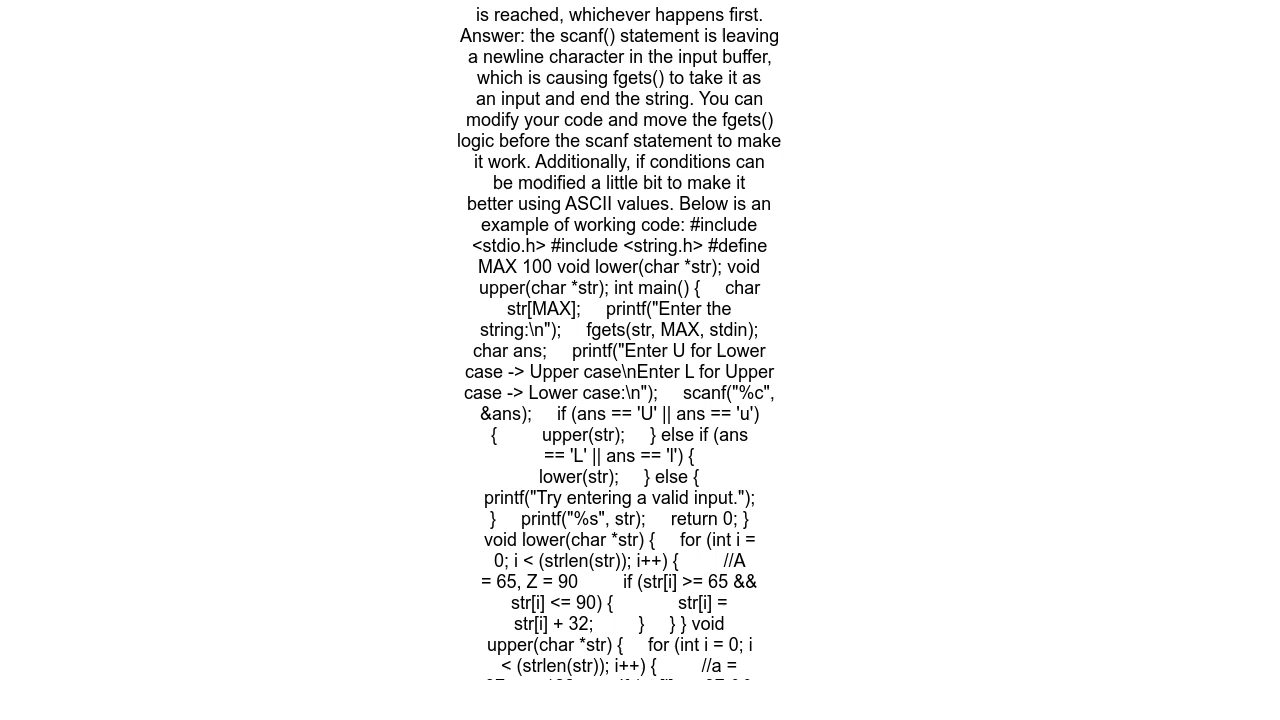 is reached, whichever happens first.
Answer: the scanf() statement is leaving
a newline character in the input buffer,
which is causing fgets() to take it as
an input and end the string. You can
modify your code and move the fgets()
logic before the scanf statement to make
it work. Additionally, if conditions can
be modified a little bit to make it
better using ASCII values. Below is an
example of working code: #include
<stdio.h> #include <string.h> #define
MAX 100 void lower(char *str); void
upper(char *str); int main() {     char
str[MAX];     printf("Enter the
string:\n");     fgets(str, MAX, stdin);
char ans;     printf("Enter U for Lower
case -> Upper case\nEnter L for Upper
case -> Lower case:\n");     scanf("%c",
&ans);     if (ans == 'U' || ans == 'u')
{         upper(str);     } else if (ans
== 'L' || ans == 'l') {
lower(str);     } else {
printf("Try entering a valid input.");
}     printf("%s", str);     return 0; }
void lower(char *str) {     for (int i =
0; i < (strlen(str)); i++) {         //A
= 65, Z = 90         if (str[i] >= 65 &&
str[i] <= 90) {             str[i] =
str[i] + 32;         }     } } void
upper(char *str) {     for (int i = 0; i
< (strlen(str)); i++) {         //a =